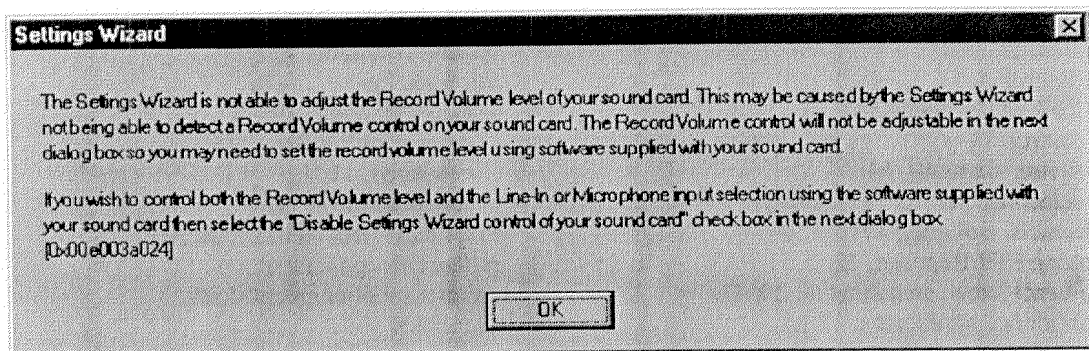 Settings Wizard
The Settings Wizard is not able to adjust the Record Volume level of your sound card. This may be caused by the Settings Wizard
not being able to detect a Record Volume control on your sound card. The Record Volume control will not be adjustable in the next
dialog box so you may need to set the record volume level using software supplied with your sound card.
If you wish to control both the Record Volume level and the Line-In or Microphone input selection using the software supplied with
your sound card then select the "Disable Settings Wizard control of your sound card" check box in the next dialog box.
[0x00e003a024]
OK